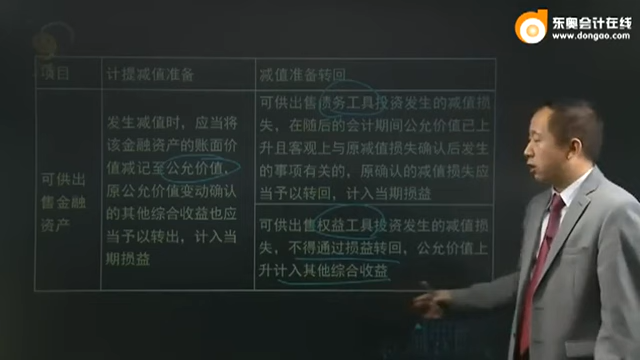 东奥会计在线
www.dongao.com
项目
计提减值准备
减值准备转回
可供出
售金融
资产
发生减值时，应当将
该金融资产的账面价
值减记至公允价值，
原公允价值变动确认
的其他综合收益也应
当予以转出，计入当
期损益
可供出售债务工具投资发生的减值损
失，在随后的会计期间公允价值已上
升且客观上与原减值损失确认后发生
的事项有关的，原确认的减值损失应
当予以转回，计入当期损益
可供出售权益工具投资发生的减值损
失，不得通过损益转回，公允价值上
升计入其他综合收益